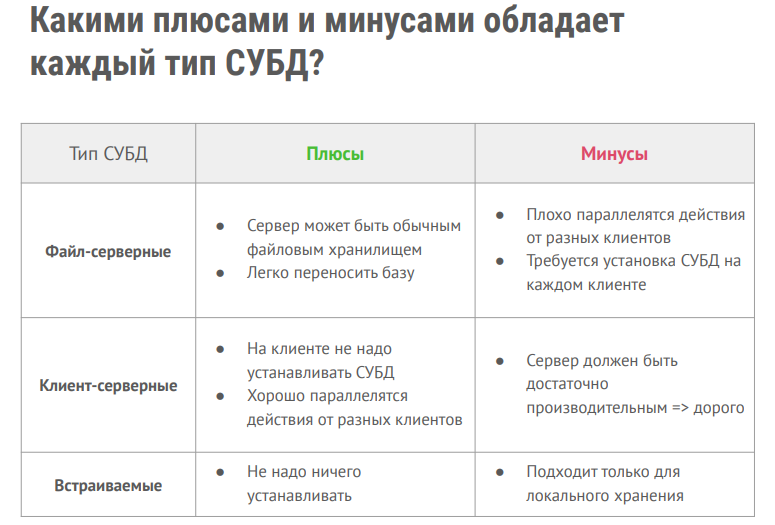 Какими плюсами и минусами обладает
каждый тип СУБД?
Тип СУБД
Плюсы
Минусы
Файл-серверные
● Сервер может быть обычным
файловым хранилищем
● Легко переносить базу
● Плохо параллелятся действия
от разных клиентов
● Требуется установка СУБД на
каждом клиенте
Клиент-серверные
● На клиенте не надо
устанавливать СУБД
● Хорошо параллелятся
действия от разных клиентов
● Сервер должен быть
достаточно
производительным => дорого
Встраиваемые
● Не надо ничего
устанавливать
● Подходит только для
локального хранения